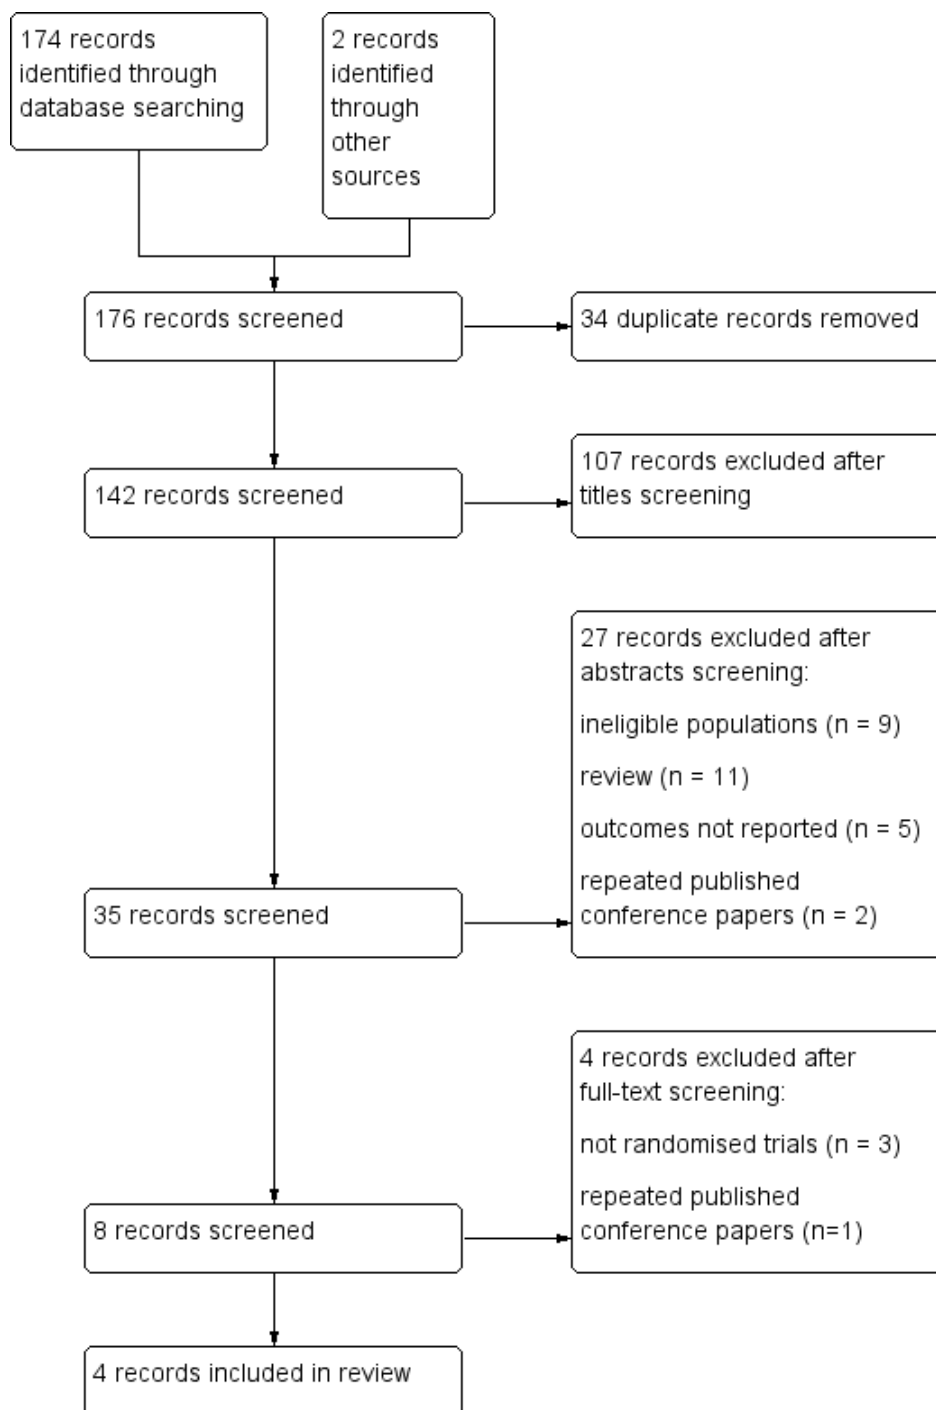 174 records
identified through
database searching
2 records
identified
through
other
sources
176 records screened
34 duplicate records removed
142 records screened
107 records excluded after
titles screening
35 records screened
27 records excluded after
abstracts screening:
ineligible populations (n = 9)
review (n = 11)
outcomes not reported (n = 5)
repeated published
conference papers (n = 2)
8 records screened
4 records excluded after
full-text screening:
not randomised trials (n = 3)
repeated published
conference papers (n=1)
4 records included in review